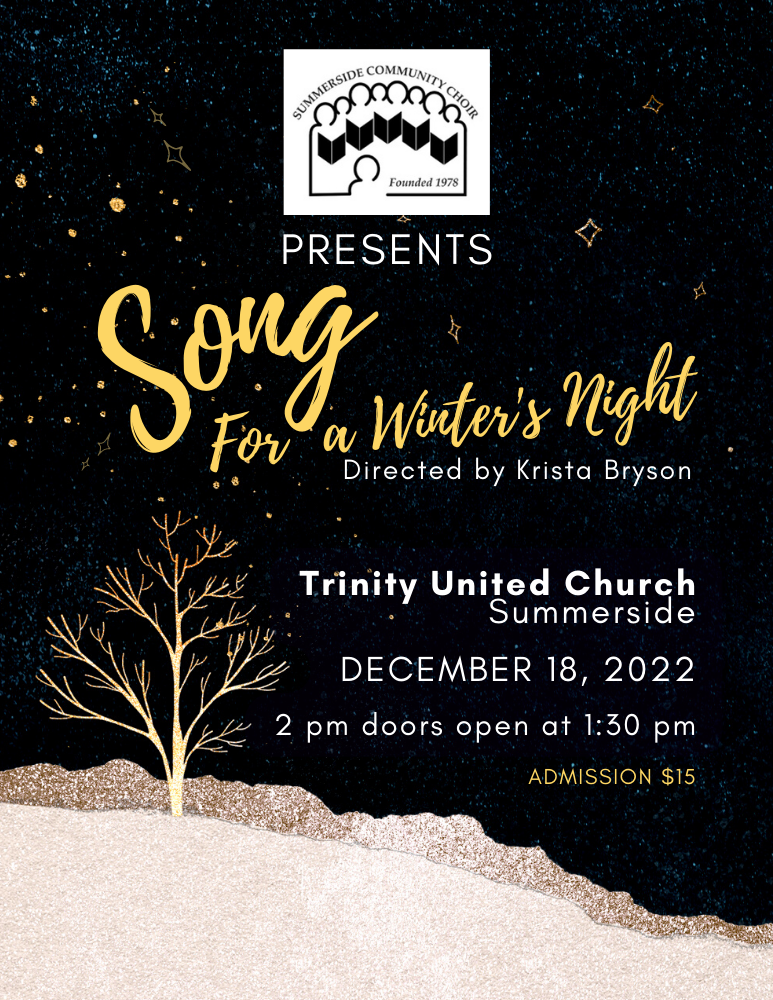 SUMMERSIDE COMMUNITY CHOIR
Founded 1978
PRESENTS
Song
For a Winter's Night
Directed by Krista Bryson
Trinity United Church
Summerside
DECEMBER 18, 2022
2 pm doors open at 1:30 pm
ADMISSION $15